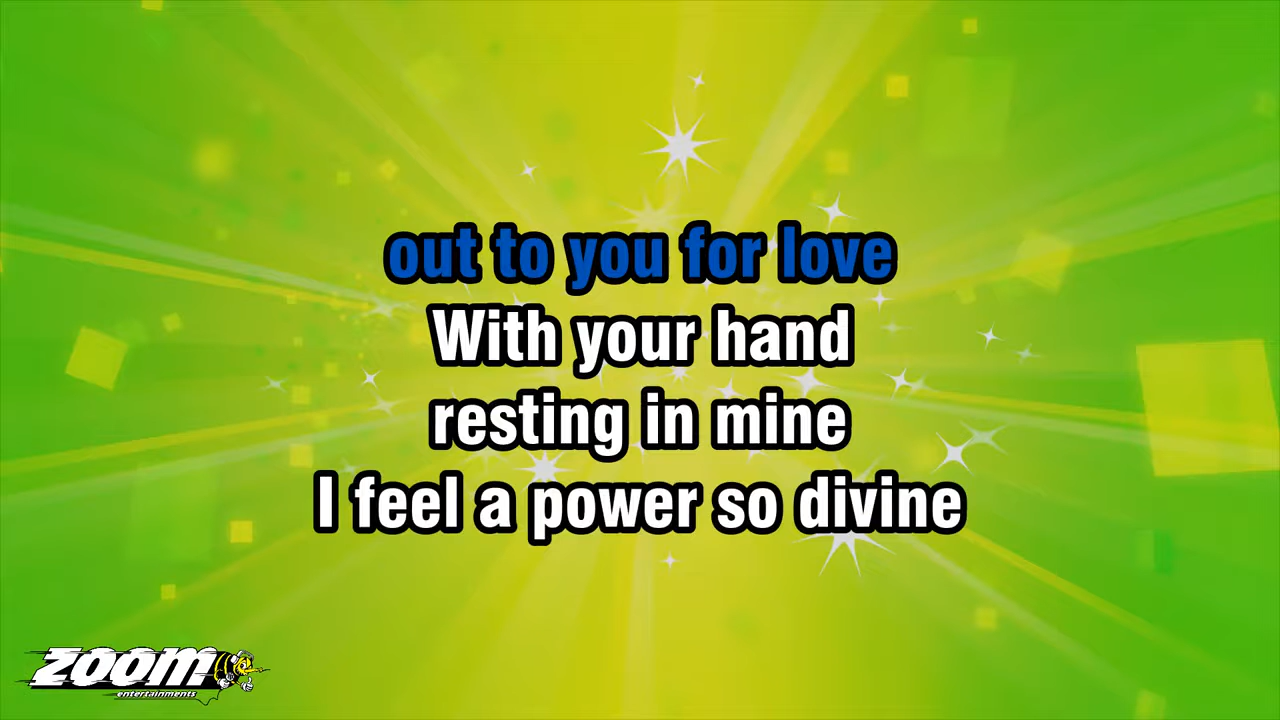 out to you for love
With your hand
resting in mine
I feel a power so divine
zoom
entertainments